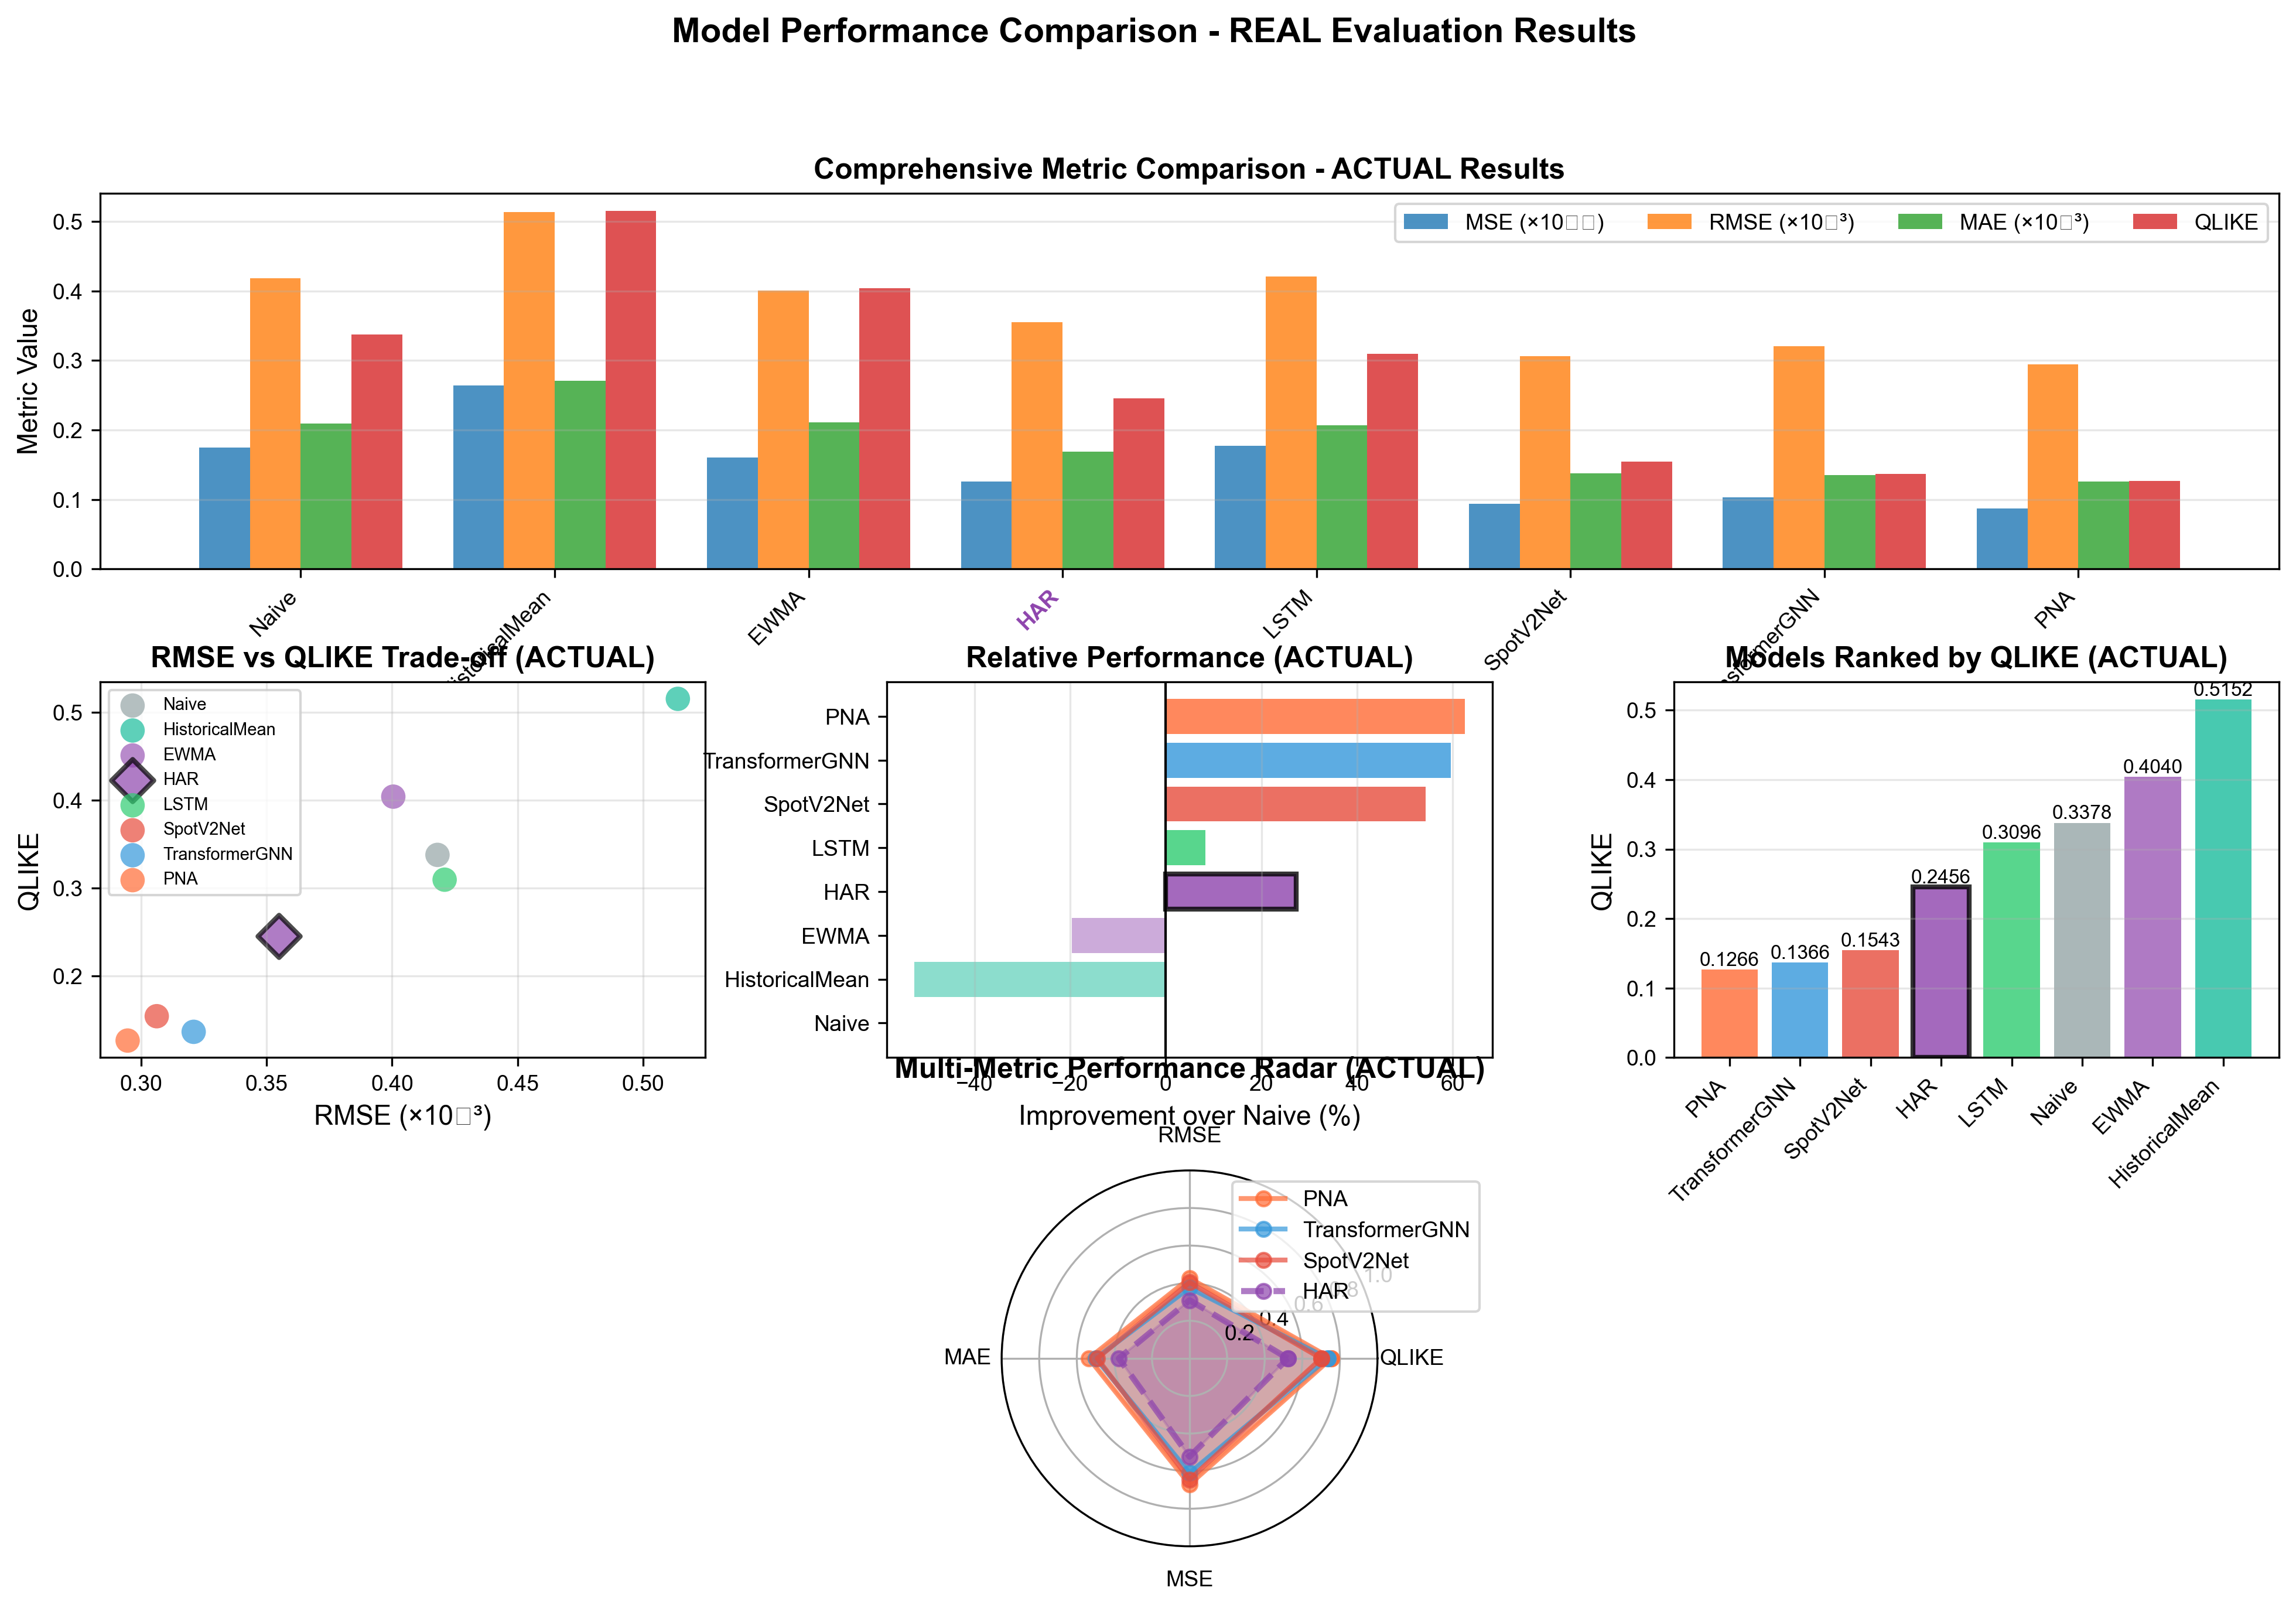 Model Performance Comparison - REAL Evaluation Results
Comprehensive Metric Comparison - ACTUAL Results
Metric Value
0.5
0.4
0.3
0.2
0.1
0.0
MSE (×10□□)
RMSE (×10□³)
MAE (×10□³)
QLIKE
Naive
HAR
EWMA
LSTM
SpotV2Net
PNA
RMSE vs QLIKE Trade-off (ACTUAL)
QLIKE
0.5
0.4
0.3
0.2
Naive
HistoricalMean
EWMA
HAR
LSTM
SpotV2Net
TransformerGNN
PNA
0.30
0.35
0.40
0.45
0.50
RMSE (×10□³)
Relative Performance (ACTUAL)
PNA
TransformerGNN
SpotV2Net
LSTM
HAR
EWMA
HistoricalMean
Naive
−40
−20
0
20
40
60
Improvement over Naive (%)
Models Ranked by QLIKE (ACTUAL)
QLIKE
0.5
0.4
0.3
0.2
0.1
0.0
0.1266
0.1366
0.1543
0.2456
0.3096
0.3378
0.4040
0.5152
PNA
TransformerGNN
SpotV2Net
HAR
LSTM
Naive
EWMA
HistoricalMean
Multi-Metric Performance Radar (ACTUAL)
RMSE
MAE
QLIKE
MSE
0.2
0.4
0.6
0.8
1.0
PNA
TransformerGNN
SpotV2Net
HAR